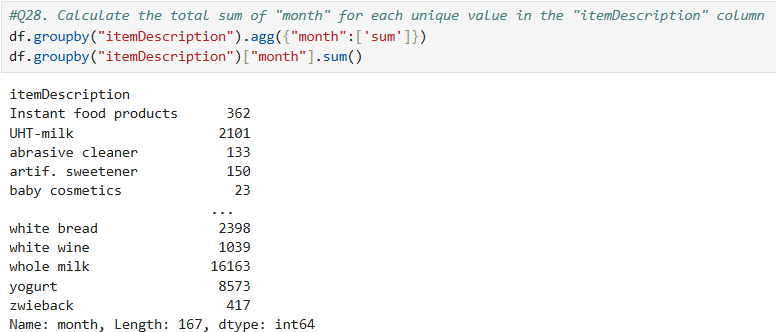 #Q28. Calculate the total sum of "month" for each unique value in the "itemDescription" column
df.groupby("itemDescription").agg({"month":['sum']})
df.groupby("itemDescription")["month"].sum()
itemDescription
Instant food products      362
UHT-milk                  2101
abrasive cleaner           133
artif. sweetener           150
baby cosmetics              23
                         ...
white bread               2398
white wine                1039
whole milk               16163
yogurt                    8573
zwieback                   417
Name: month, Length: 167, dtype: int64